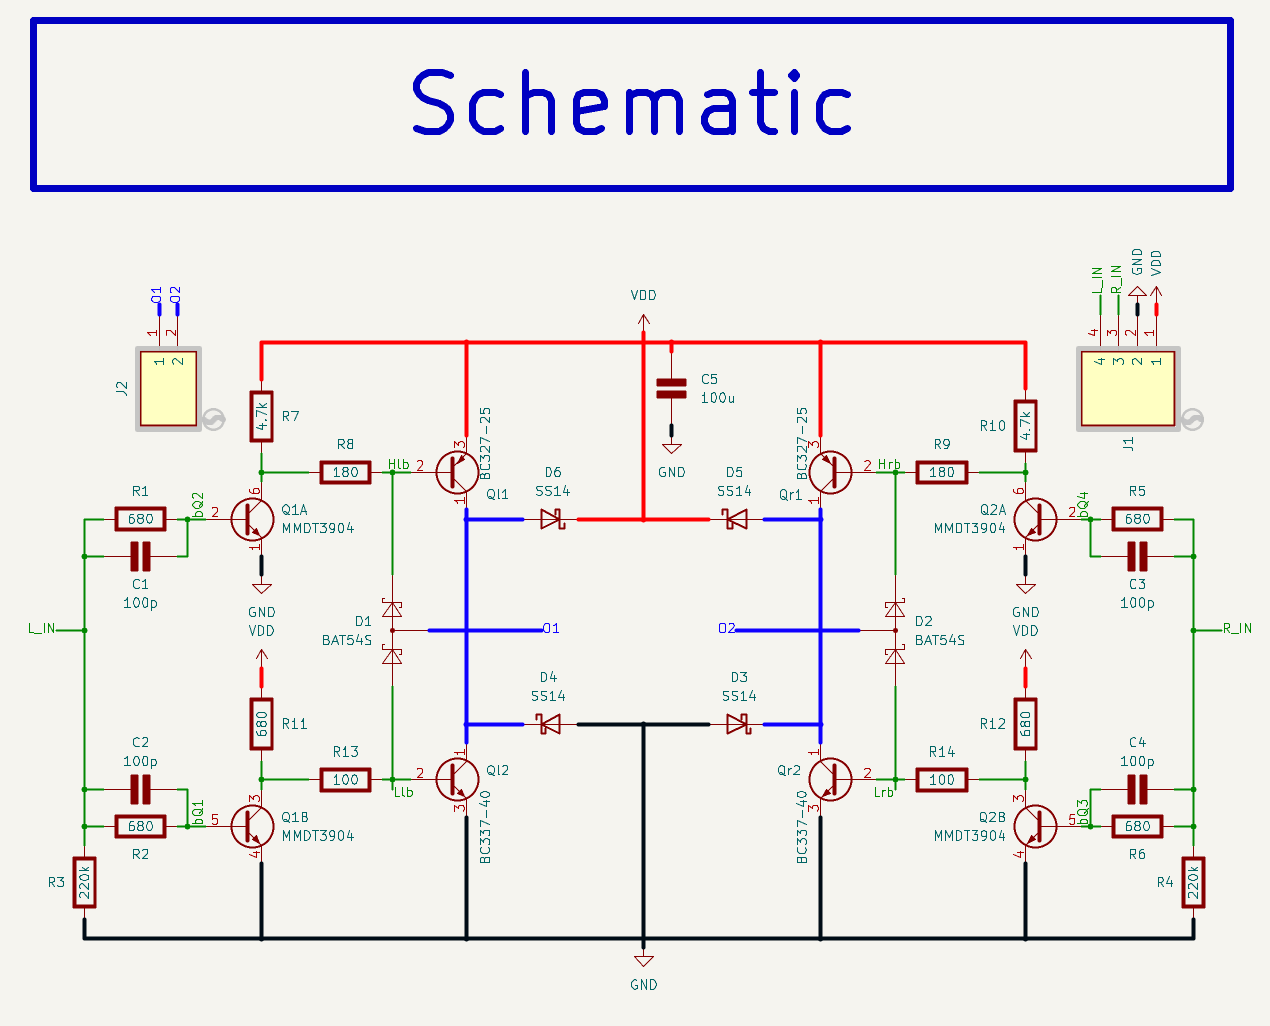 Schematic
L_IN
R_IN
GND
VDD
O1
O2
VDD
1
2
4
3
2
1
1
2
4
3
2
1
J2
J1
C5
100u
GND
4.7k
R7
BC327-25
BC327-25
R10
4.7k
R8
180
Hlb
2
3
1
Ql1
D6
SS14
D5
SS14
3
1
Qr1
2
Hrb
R9
180
R1
680
bQ2
2
6
1
Q1A
MMDT3904
6
1
Q2A
MMDT3904
2
bQ4
R5
680
C1
100p
C3
100p
GND
VDD
GND
VDD
L_IN
D1
BAT54S
O1
O2
D2
BAT54S
R_IN
D4
SS14
D3
SS14
680
R11
R12
680
C2
100p
C4
100p
R13
100
Llb
2
1
3
Ql2
BC337-40
1
3
Qr2
BC337-40
2
Lrb
R14
100
680
R2
bQ1
5
3
4
Q1B
MMDT3904
3
4
Q2B
MMDT3904
5
bQ3
680
R6
R3
220k
R4
220k
GND